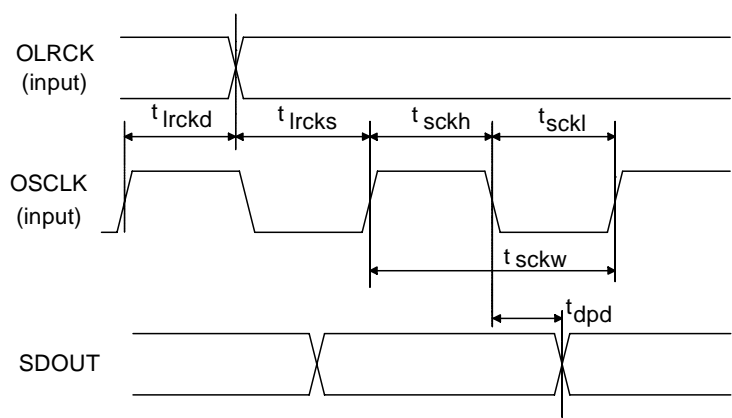 OLRCK
(input)
t lrckd
t lrcks
t sckh
t sckl
OSCLK
(input)
t sckw
t dpd
SDOUT